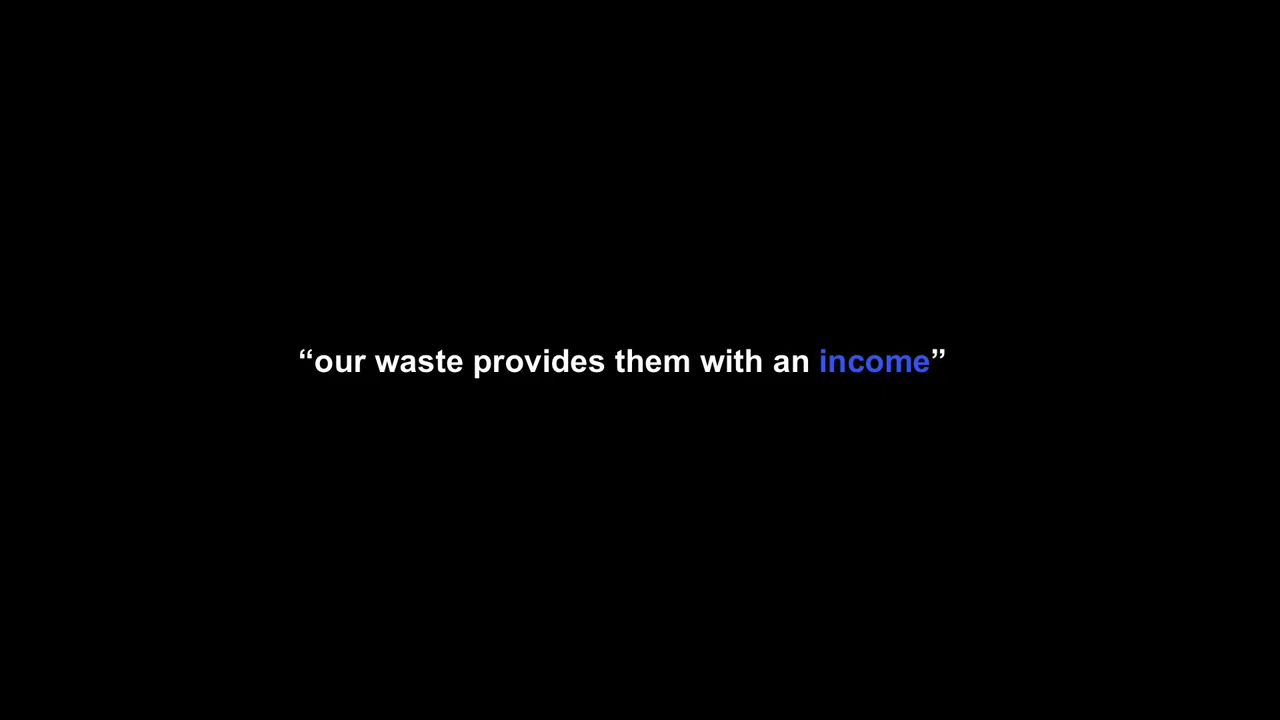 “our waste provides them with an income”